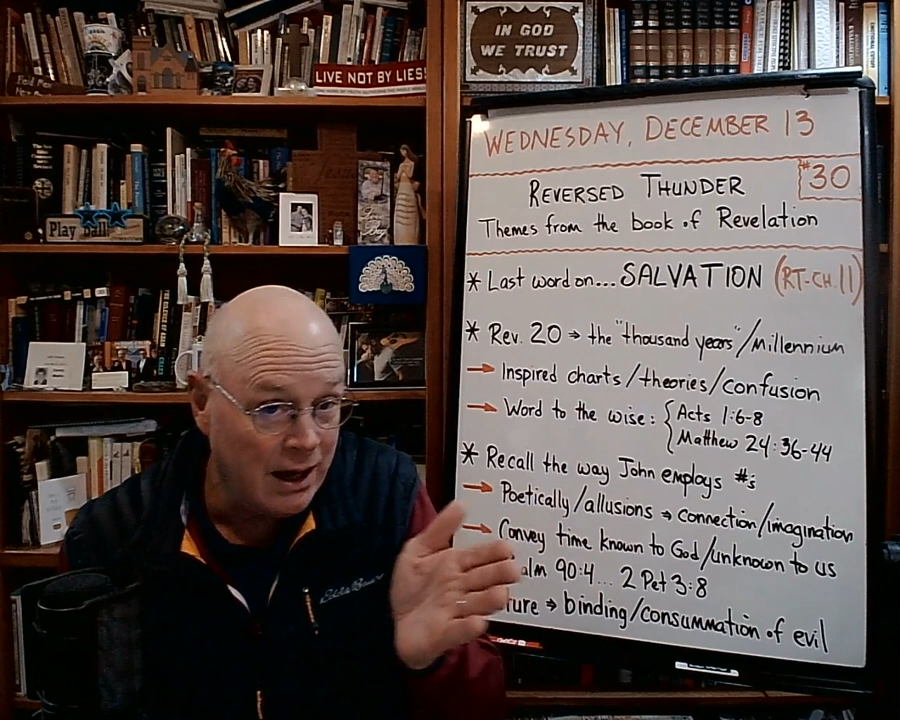 IN GOD
WE TRUST
LIVE NOT BY LIES!
Play Ball
WEDNESDAY, DECEMBER 13
#30
REVERSED THUNDER
Themes from the book of Revelation
* Last word on... SALVATION (RT-CH. 11)
* Rev. 20 → the "thousand years"/Millennium
→ Inspired charts/theories/confusion
→ Word to the wise: { Acts 1:6-8
Matthew 24:36-44
* Recall the way John employs #s
→ Poetically/allusions → connection/imagination
→ Convey time known to God/unknown to us
alm 90:4... 2 Pet 3:8
ture → binding/consummation of evil
Eddie Bauer